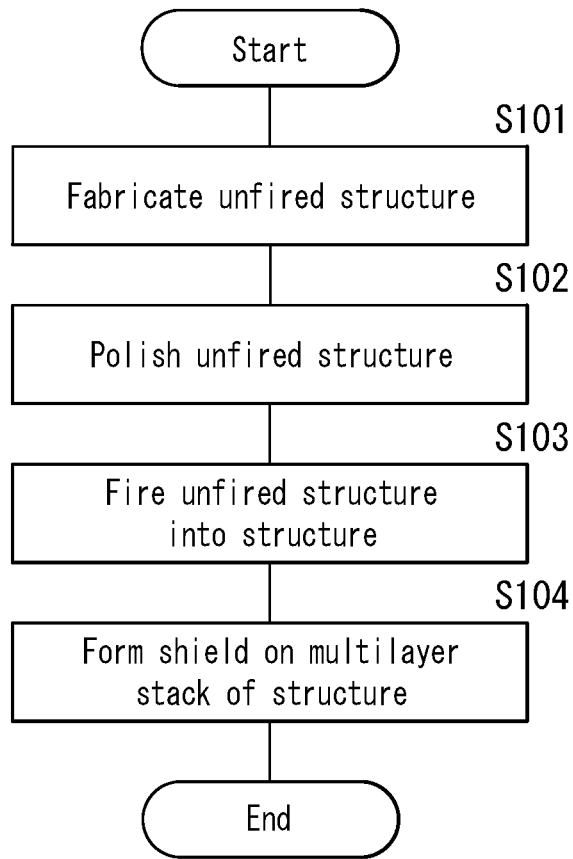 Start
S101
Fabricate unfired structure
S102
Polish unfired structure
S103
Fire unfired structure
into structure
S104
Form shield on multilayer
stack of structure
End